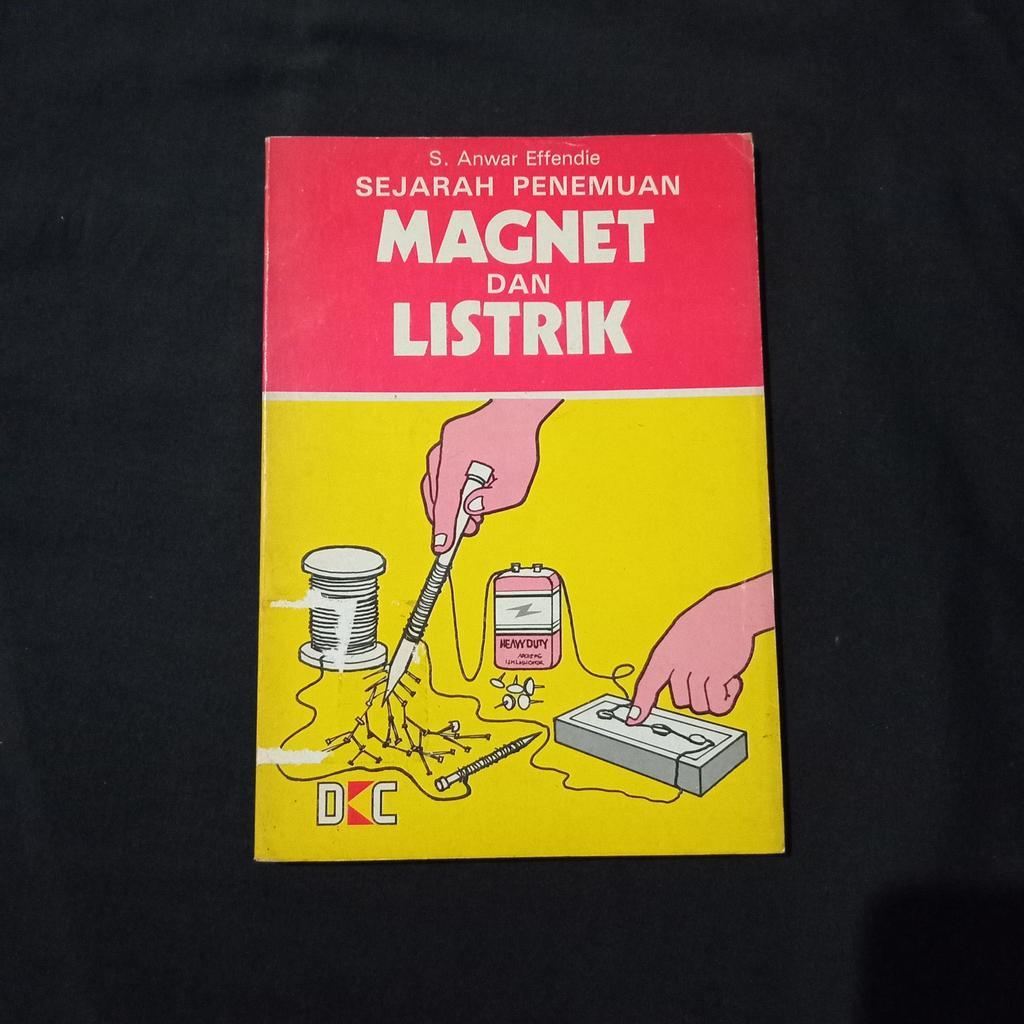 S. Anwar Effendie
SEJARAH PENEMUAN
MAGNET
DAN
LISTRIK
HEAVY DUTY
DKC